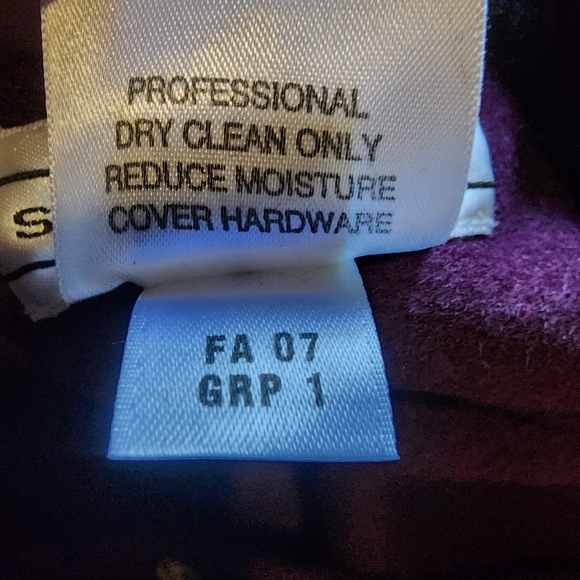 PROFESSIONAL
DRY CLEAN ONLY
REDUCE MOISTURE
COVER HARDWARE
S
FA 07
GRP 1